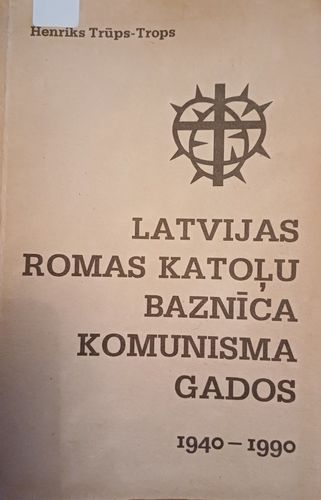 Henriks Trūps-Trops
LATVIJAS
ROMAS KATOĻU
BAZNĪCA
KOMUNISMA
GADOS
1940–1990